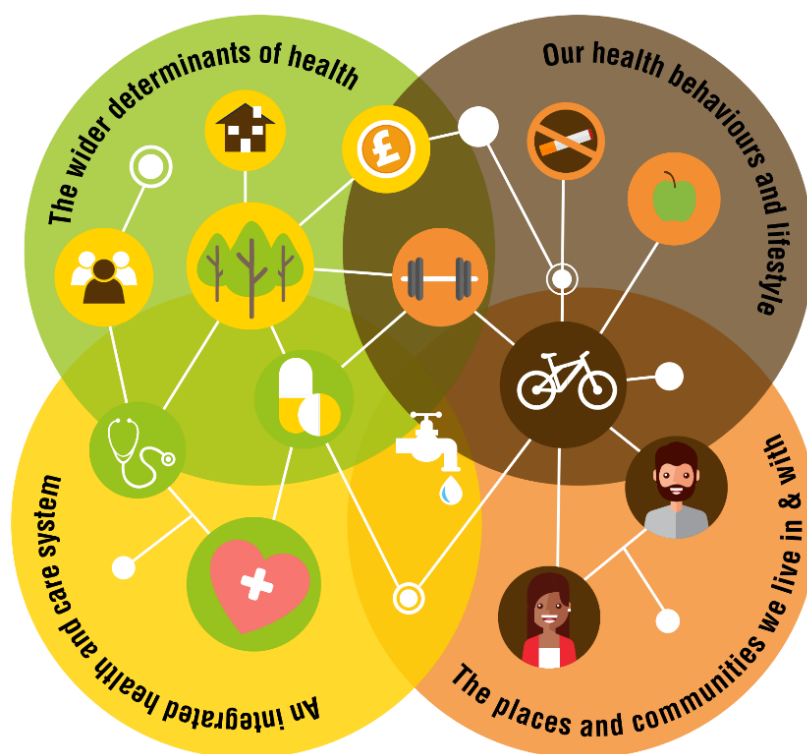 The wider determinants of health
Our health behaviours and lifestyle
£
An integrated health and care system
The places and communities we live in & with